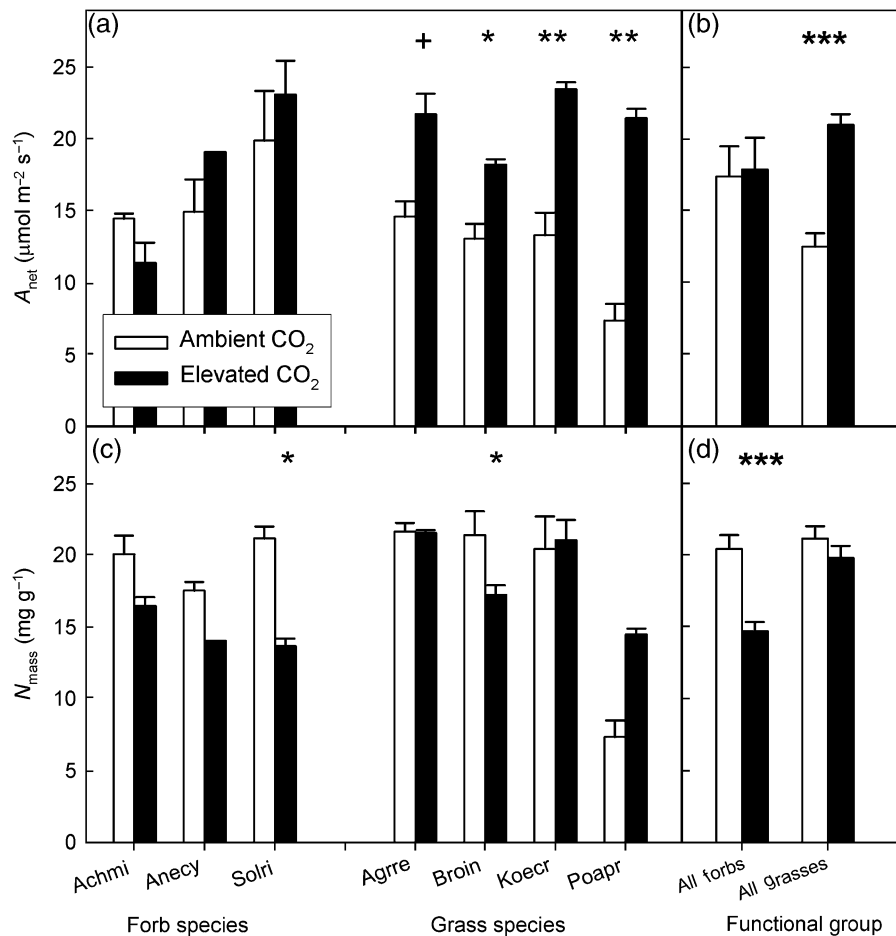 (a)
+
*
**
**
(b)
***
25
20
15
10
5
0
A_net (μmol m⁻² s⁻¹)
Ambient CO₂
Elevated CO₂
(c)
*
*
(d)
***
25
20
15
10
5
0
N_mass (mg g⁻¹)
Achmi
Anecy
Solri
Agrre
Broin
Koecr
Poapr
All forbs
All grasses
Forb species
Grass species
Functional group